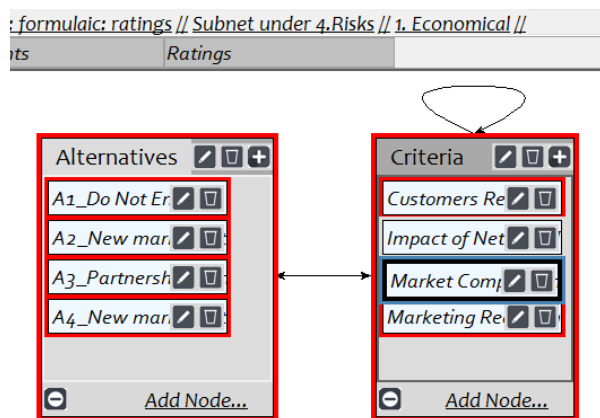 : formulaic: ratings // Subnet under 4.Risks // 1. Economical //
nts Ratings
Alternatives
A1_Do Not En
A2_New mar
A3_Partnersh
A4_New mar
Add Node...
Criteria
Customers Re
Impact of Net
Market Comp
Marketing Re
Add Node...